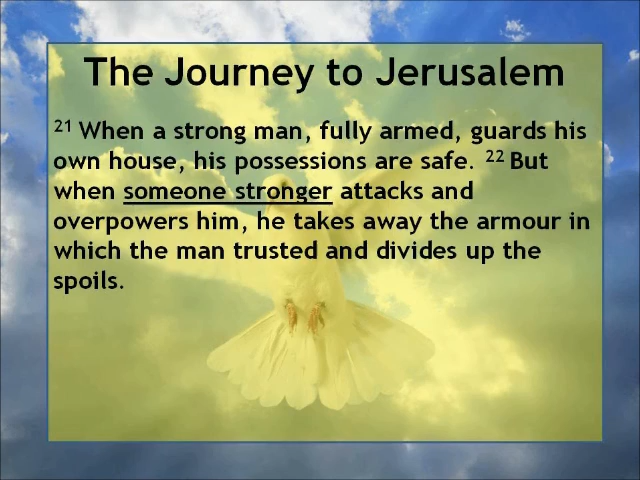 The Journey to Jerusalem
21 When a strong man, fully armed, guards his
own house, his possessions are safe. 22 But
when someone stronger attacks and
overpowers him, he takes away the armour in
which the man trusted and divides up the
spoils.